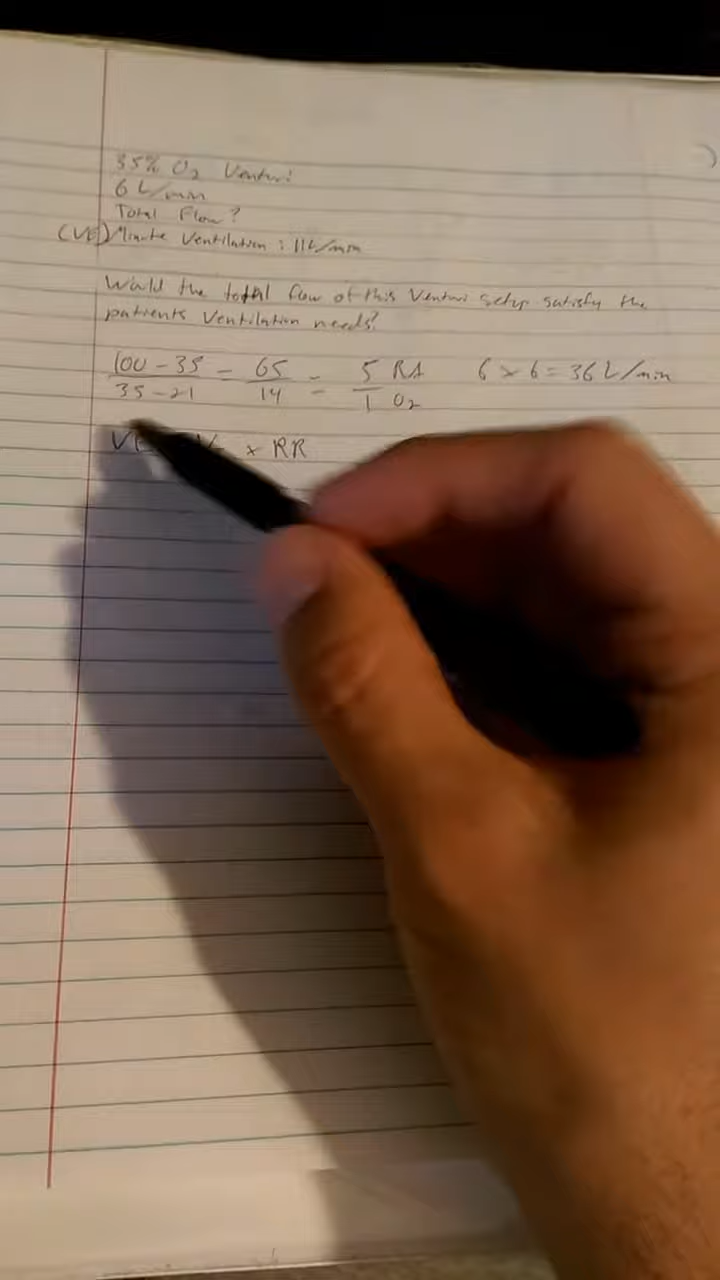 35% O2 Venturi
6 L/min
Total Flow?
(VE) Minute Ventilation: 11L/min
Would the total flow of this Venturi setup satisfy the
patients Ventilation needs?
100 - 35 = 65 = 5 RA 6 x 6 = 36 L/min
35 - 21 14 1 O2
x RR